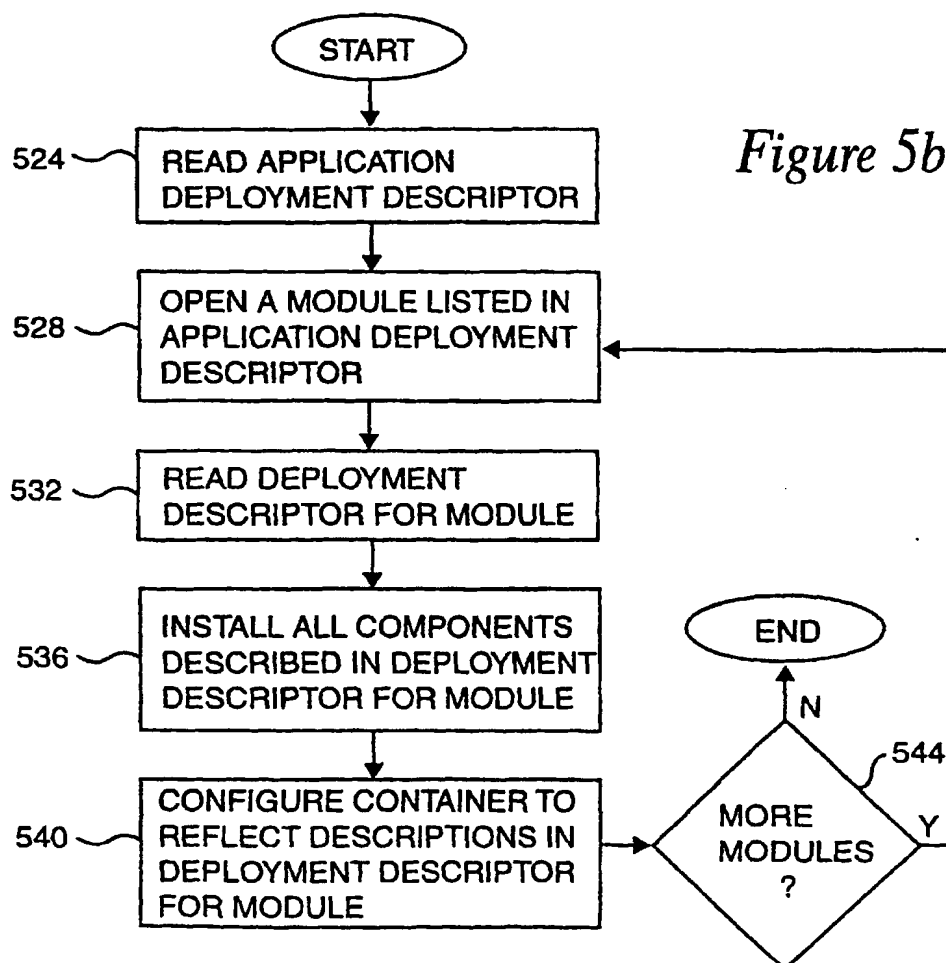 START
Figure 5b
524
READ APPLICATION
DEPLOYMENT DESCRIPTOR
528
OPEN A MODULE LISTED IN
APPLICATION DEPLOYMENT
DESCRIPTOR
532
READ DEPLOYMENT
DESCRIPTOR FOR MODULE
536
INSTALL ALL COMPONENTS
DESCRIBED IN DEPLOYMENT
DESCRIPTOR FOR MODULE
540
CONFIGURE CONTAINER TO
REFLECT DESCRIPTIONS IN
DEPLOYMENT DESCRIPTOR
FOR MODULE
END
N
544
MORE
MODULES
?
Y